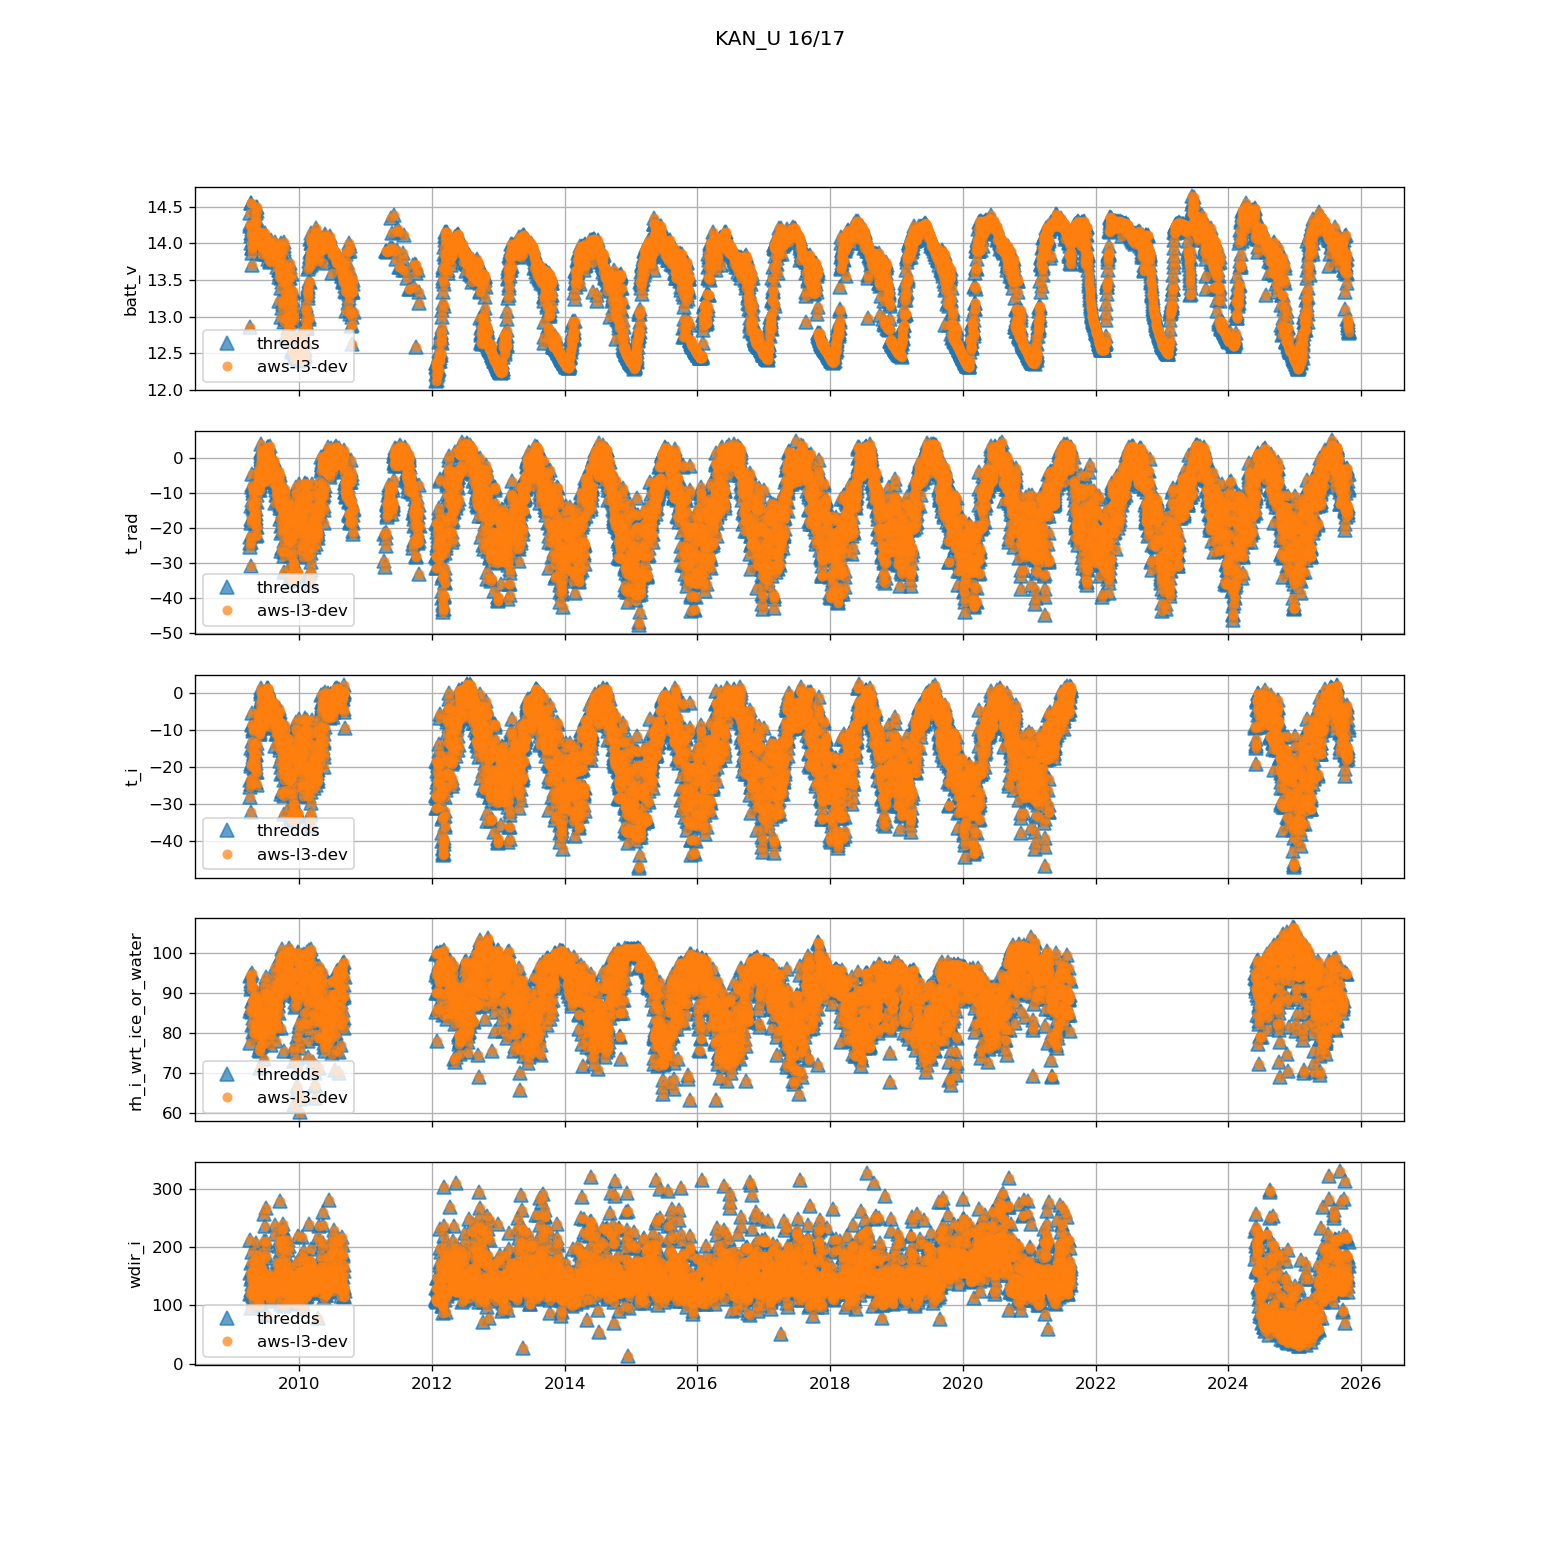 KAN_U 16/17
14.5
14.0
13.5
13.0
12.5
12.0
batt_v
thredds
aws-l3-dev
0
−10
−20
−30
−40
−50
t_rad
thredds
aws-l3-dev
0
−10
−20
−30
−40
t_i
thredds
aws-l3-dev
100
90
80
70
60
rh_i_wrt_ice_or_water
thredds
aws-l3-dev
300
200
100
0
wdir_i
thredds
aws-l3-dev
2010 2012 2014 2016 2018 2020 2022 2024 2026